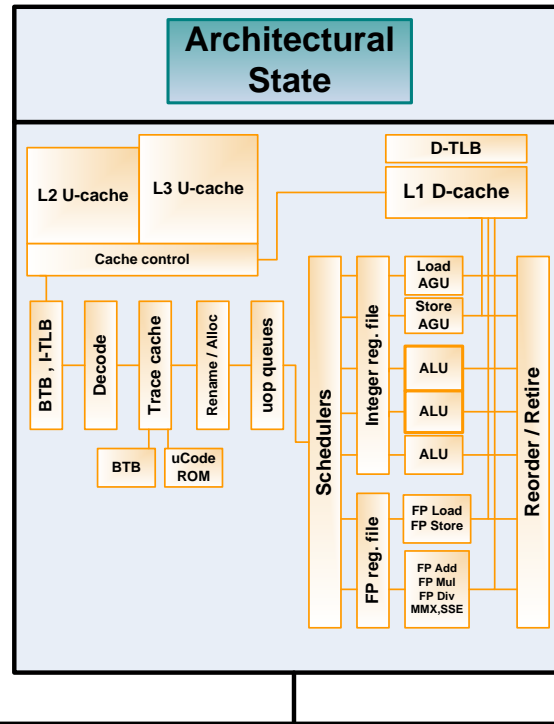 Architectural
State
D-TLB
L2 U-cache
L3 U-cache
L1 D-cache
Cache control
BTB , I-TLB
Decode
Trace cache
Rename / Alloc
uop queues
BTB
uCode
ROM
Schedulers
Integer reg. file
FP reg. file
Load
AGU
Store
AGU
ALU
ALU
ALU
FP Load
FP Store
FP Add
FP Mul
FP Div
MMX,SSE
Reorder / Retire